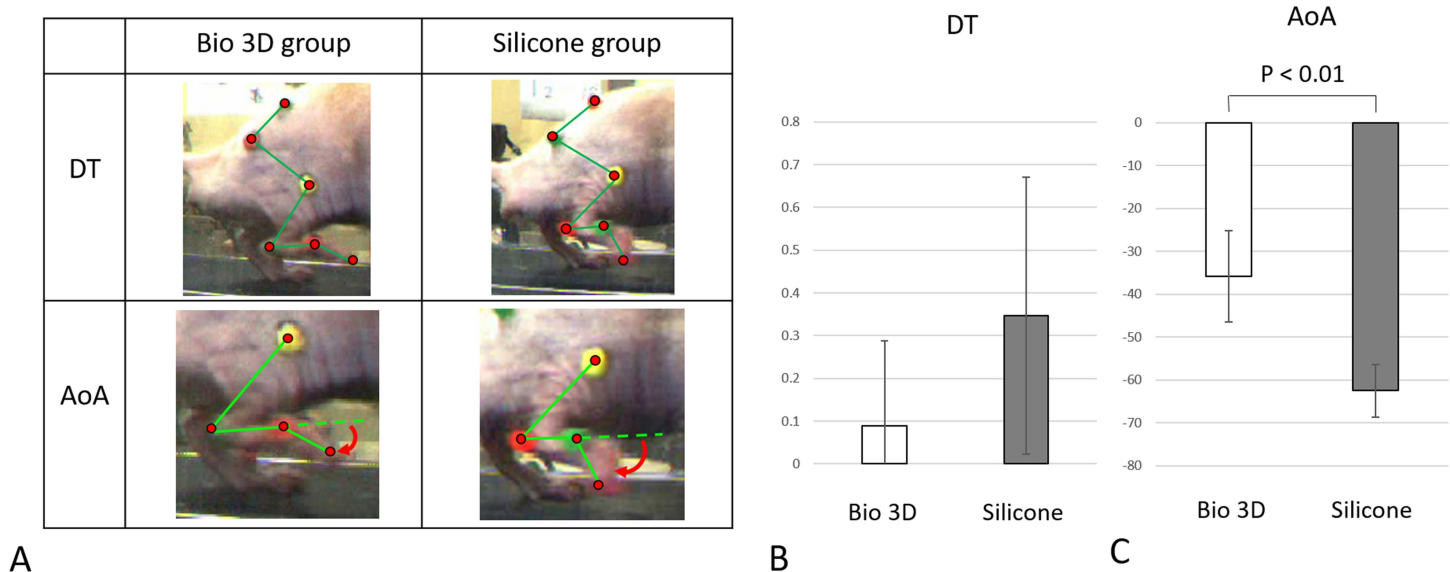 Bio 3D group
Silicone group
DT
AoA
A
DT
0.8
0.7
0.6
0.5
0.4
0.3
0.2
0.1
0
Bio 3D
Silicone
B
AoA
P < 0.01
0
-10
-20
-30
-40
-50
-60
-70
-80
Bio 3D
Silicone
C